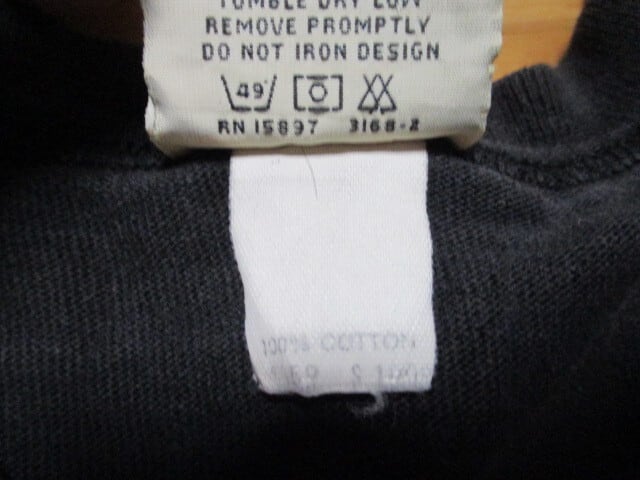 TUMBLE DRY LOW
REMOVE PROMPTLY
DO NOT IRON DESIGN
49°
RN 15897 3168-2
100% COTTON